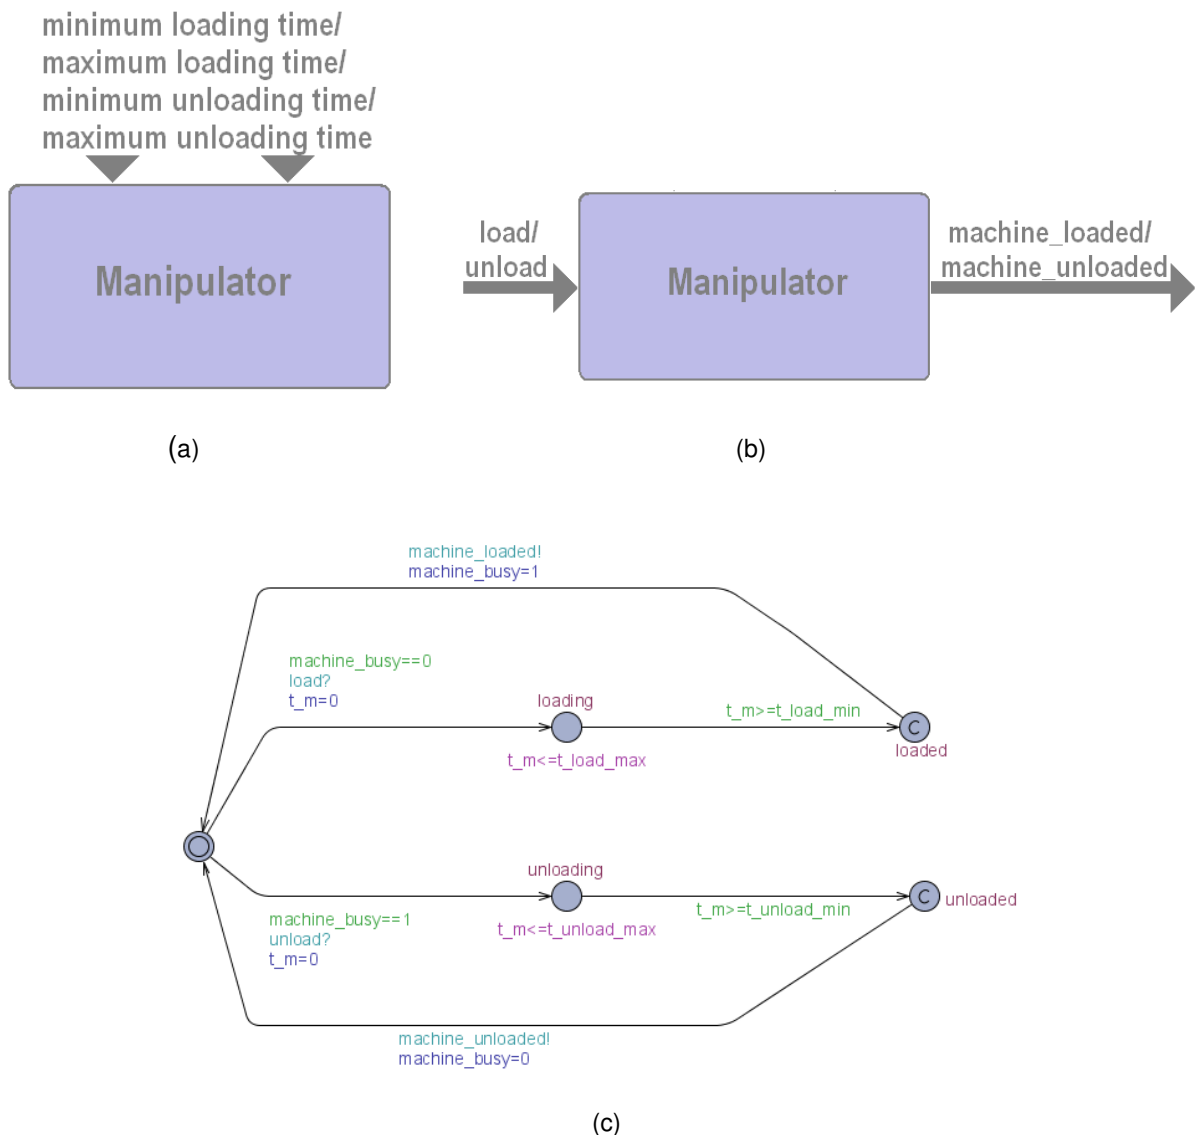 minimum loading time/
maximum loading time/
minimum unloading time/
maximum unloading time
Manipulator
(a)
load/
unload
Manipulator
machine_loaded/
machine_unloaded
(b)
machine_loaded!
machine_busy=1
machine_busy==0
load?
t_m=0
loading
t_m<=t_load_max
t_m>=t_load_min
C
loaded
unloading
t_m<=t_unload_max
t_m>=t_unload_min
C
unloaded
machine_busy==1
unload?
t_m=0
machine_unloaded!
machine_busy=0
(c)